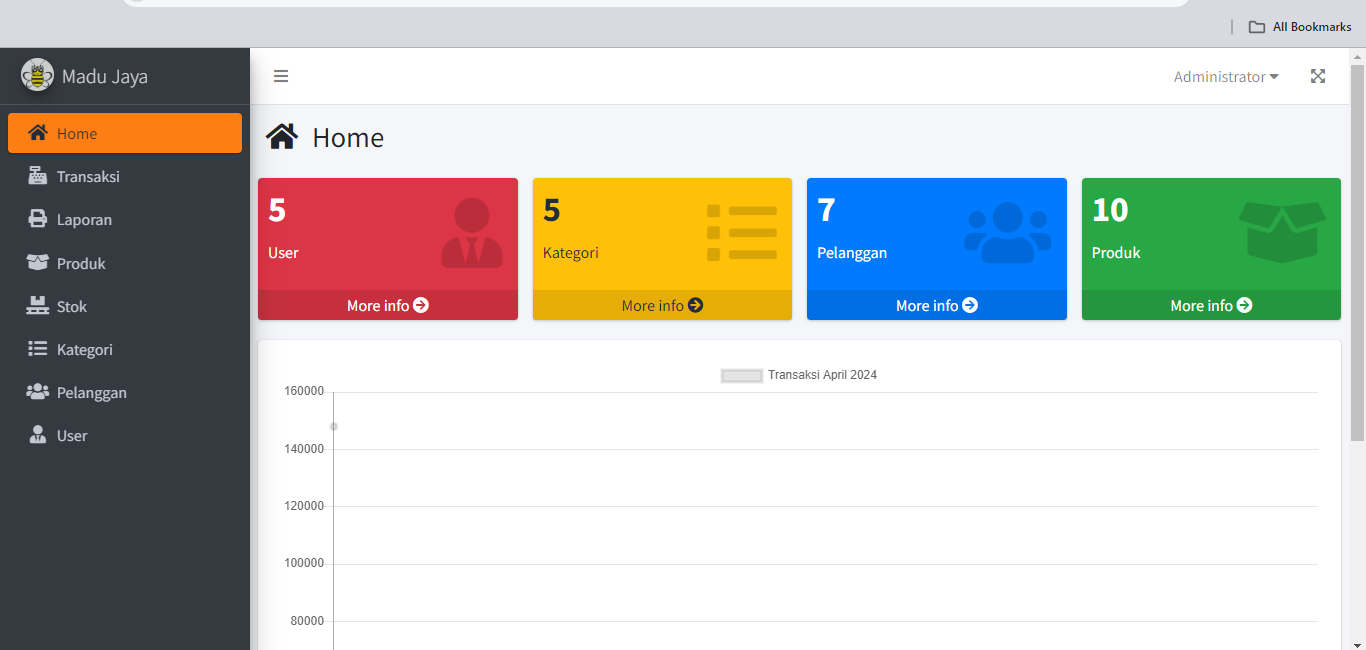 All Bookmarks
Madu Jaya
Administrator
Home
Transaksi
Laporan
Produk
Stok
Kategori
Pelanggan
User
Home
5
User
More info
5
Kategori
More info
7
Pelanggan
More info
10
Produk
More info
Transaksi April 2024
160000
140000
120000
100000
80000